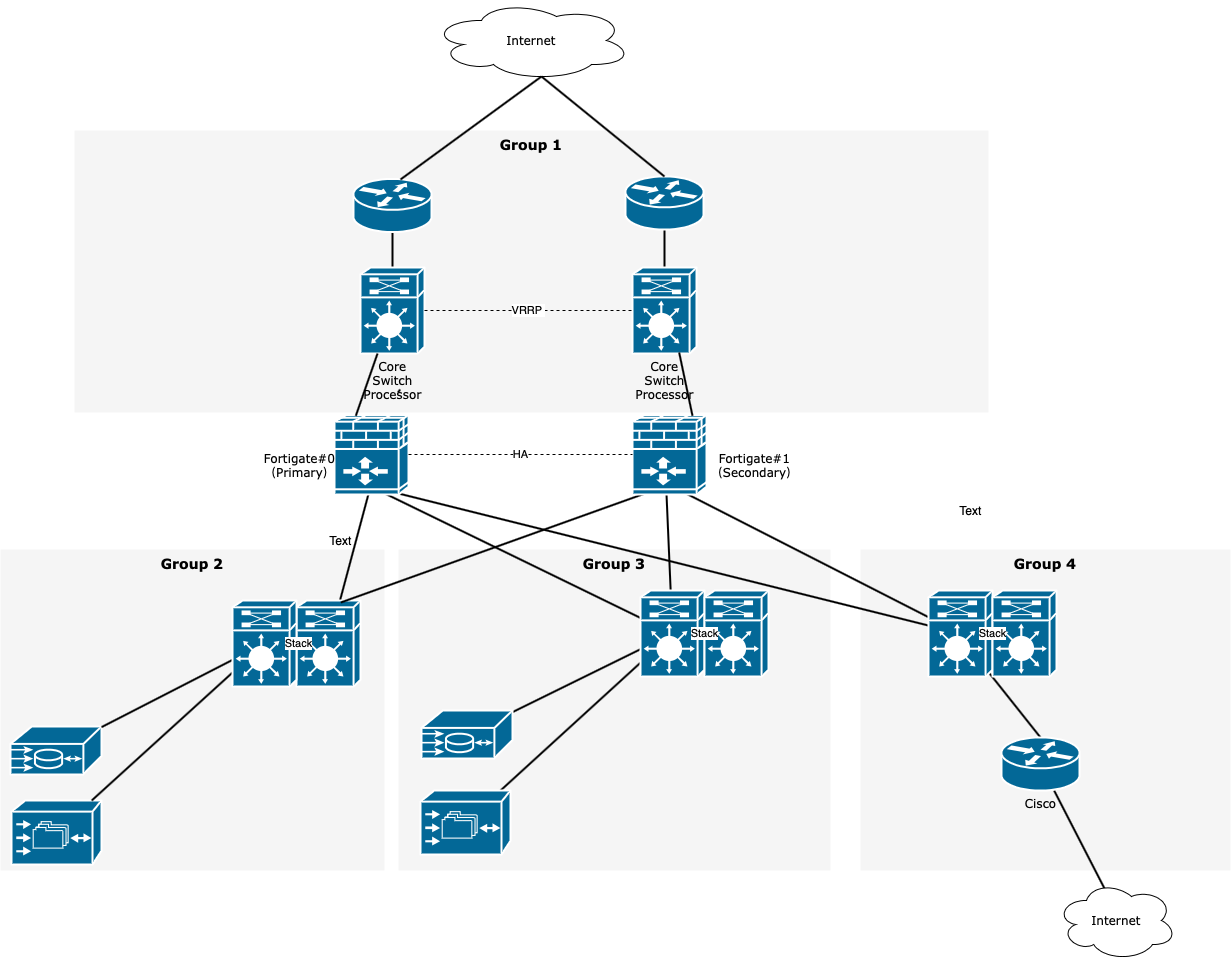 Internet
Group 1
VRRP
Core
Switch
Processor
Core
Switch
Processor
Fortigate#0
(Primary)
HA
Fortigate#1
(Secondary)
Text
Text
Group 2
Group 3
Group 4
Stack
Stack
Stack
Cisco
Internet